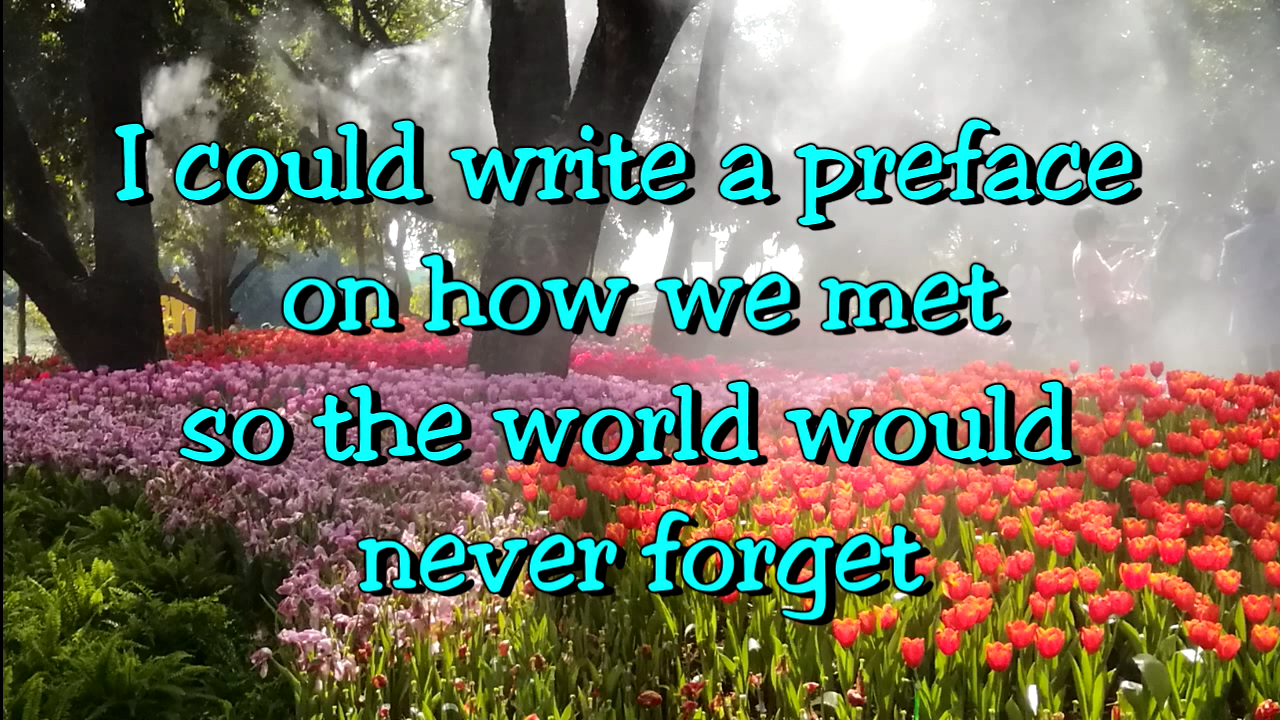 I could write a preface
on how we met
so the world would
never forget